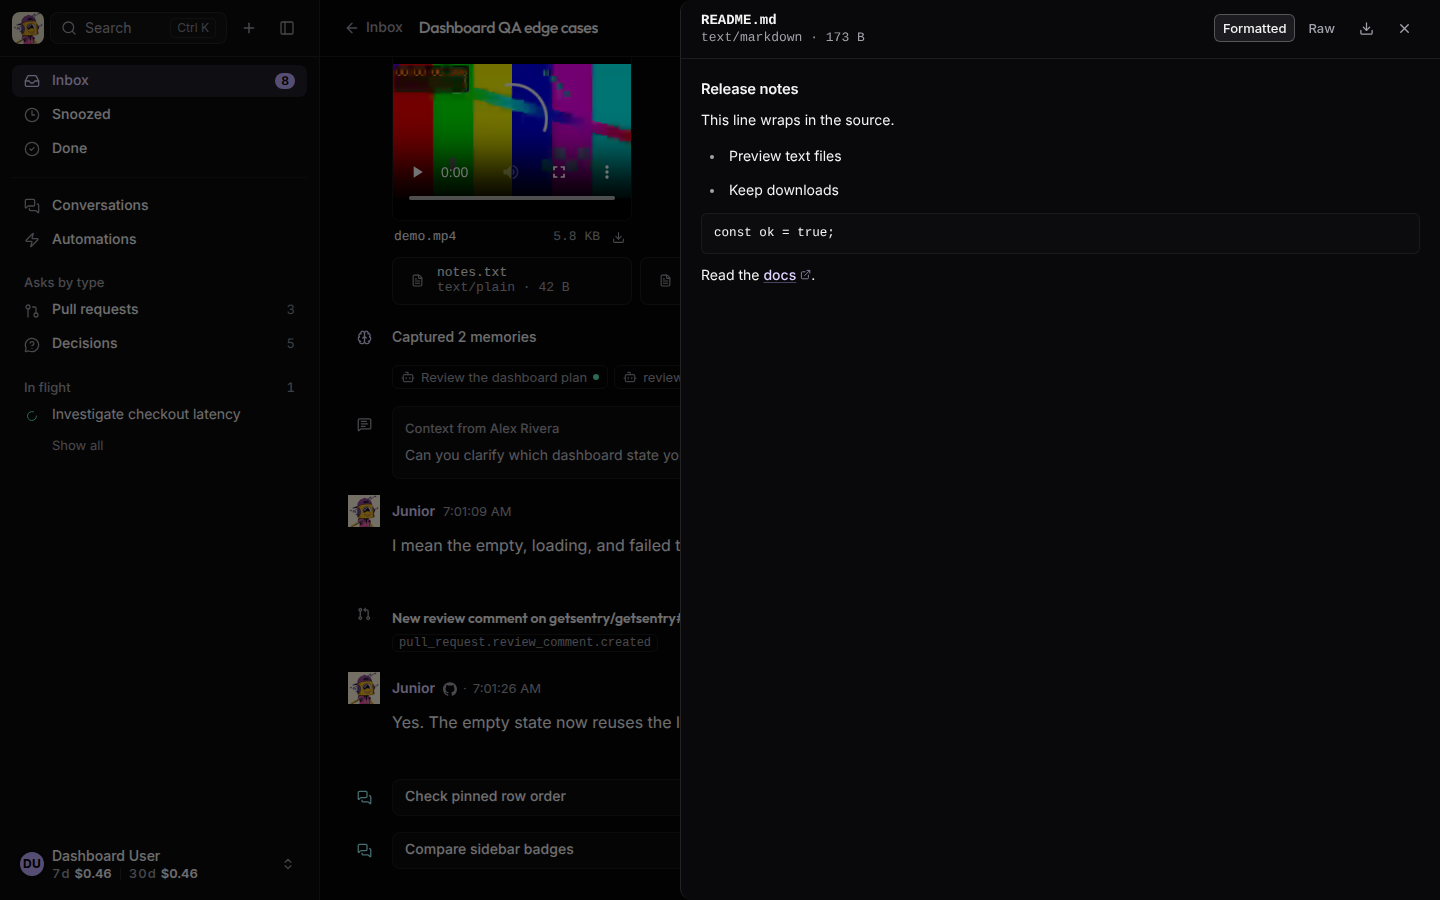 Search
Ctrl K
Inbox
8
Snoozed
Done
Conversations
Automations
Asks by type
Pull requests
3
Decisions
5
In flight
1
Investigate checkout latency
Show all
DU
Dashboard User
7d $0.46
30d $0.46
Inbox
Dashboard QA edge cases
0:00
demo.mp4
5.8 KB
notes.txt
text/plain · 42 B
Captured 2 memories
Review the dashboard plan
review
Context from Alex Rivera
Can you clarify which dashboard state yo
Junior 7:01:09 AM
I mean the empty, loading, and failed t
New review comment on getsentry/getsentry#
pull_request.review_comment.created
Junior · 7:01:26 AM
Yes. The empty state now reuses the l
Check pinned row order
Compare sidebar badges
README.md
text/markdown · 173 B
Formatted
Raw
Release notes
This line wraps in the source.
• Preview text files
• Keep downloads
const ok = true;
Read the docs.